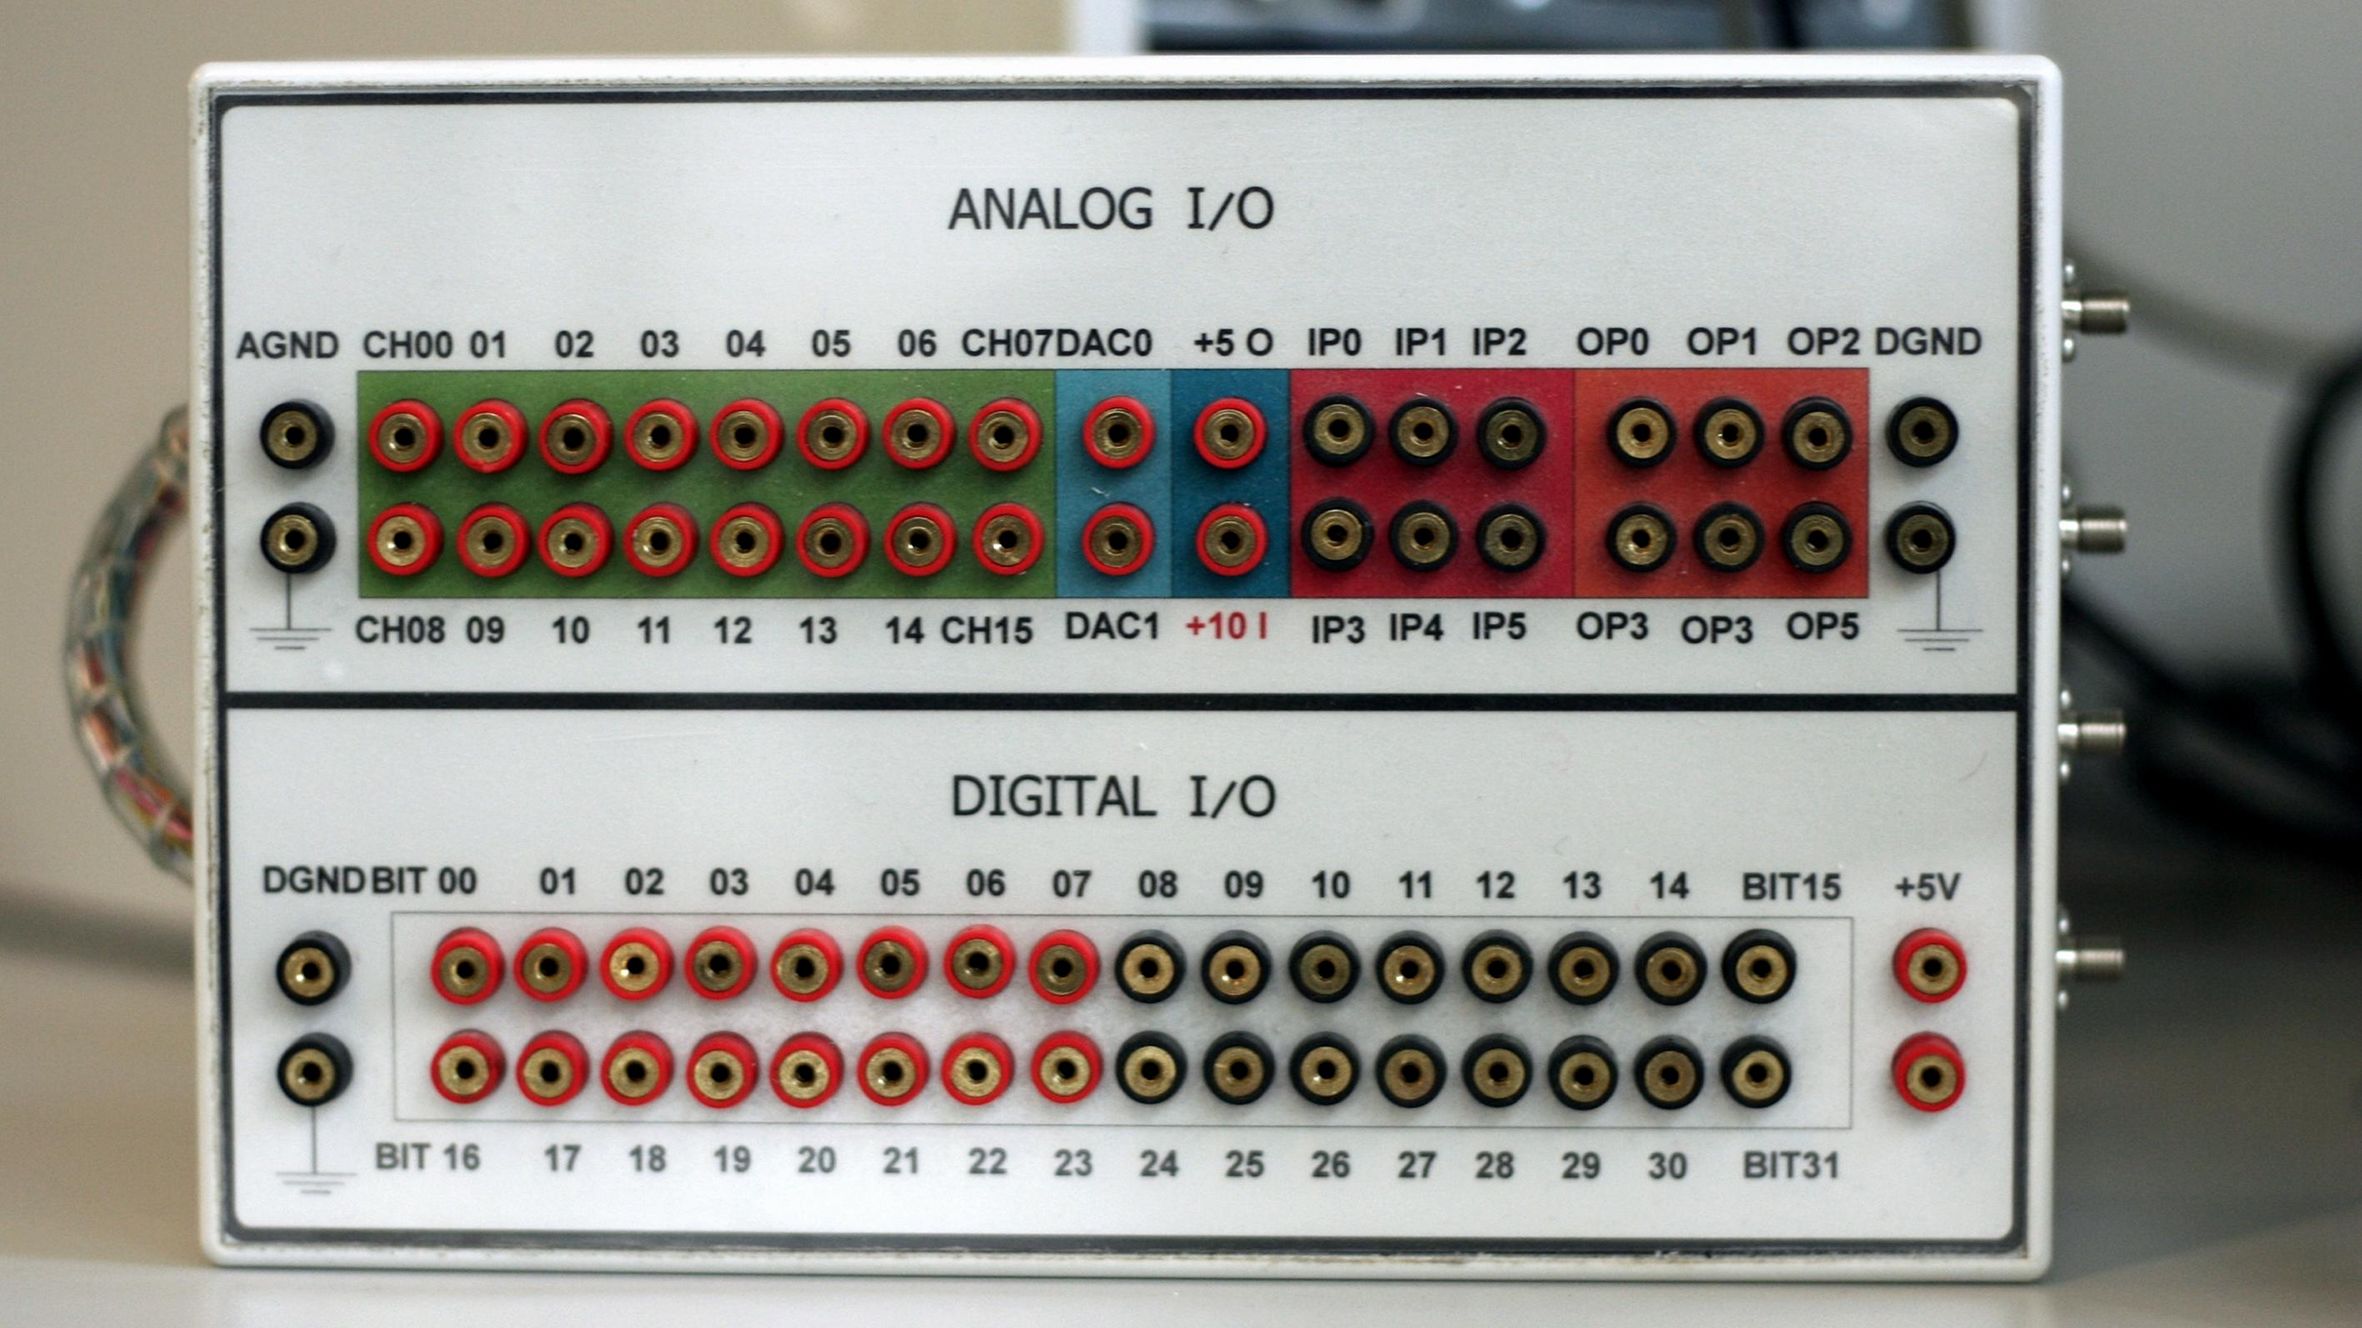 ANALOG I/O
AGND CH00 01 02 03 04 05 06 CH07 DAC0 +5 O IP0 IP1 IP2 OP0 OP1 OP2 DGND
CH08 09 10 11 12 13 14 CH15 DAC1 +10 I IP3 IP4 IP5 OP3 OP3 OP5
DIGITAL I/O
DGND BIT 00 01 02 03 04 05 06 07 08 09 10 11 12 13 14 BIT15 +5V
BIT 16 17 18 19 20 21 22 23 24 25 26 27 28 29 30 BIT31